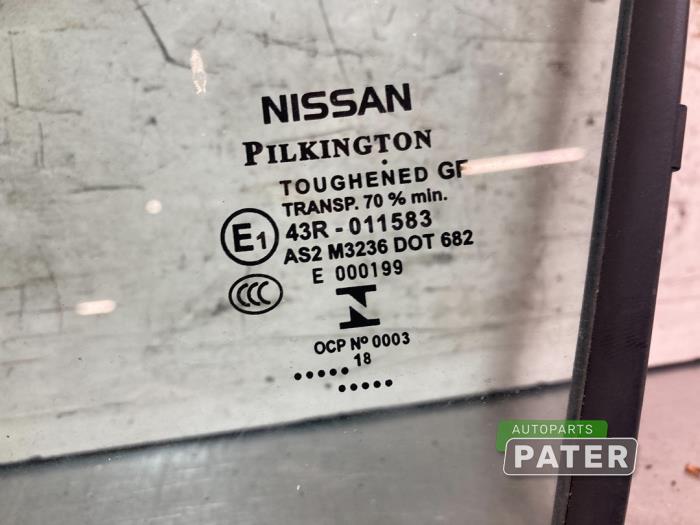 NISSAN
PILKINGTON
TOUGHENED GF
TRANSP. 70 % min.
E1 43R - 011583
AS2 M3236 DOT 682
E 000199
CCC
OCP Nº 0003
18
AUTOPARTS
PATER